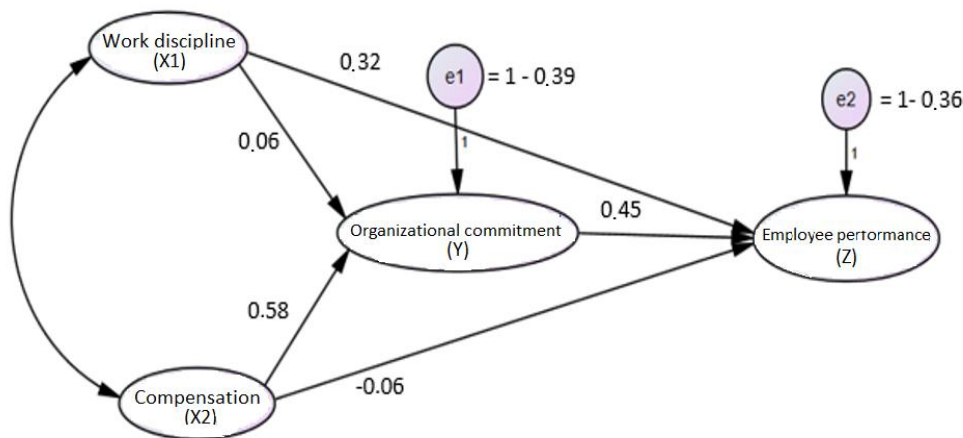 Work discipline
(X1)
0.32
e1 = 1 - 0.39
e2 = 1- 0.36
0.06
1
1
Organizational commitment
(Y)
0.45
Employee performance
(Z)
0.58
-0.06
Compensation
(X2)